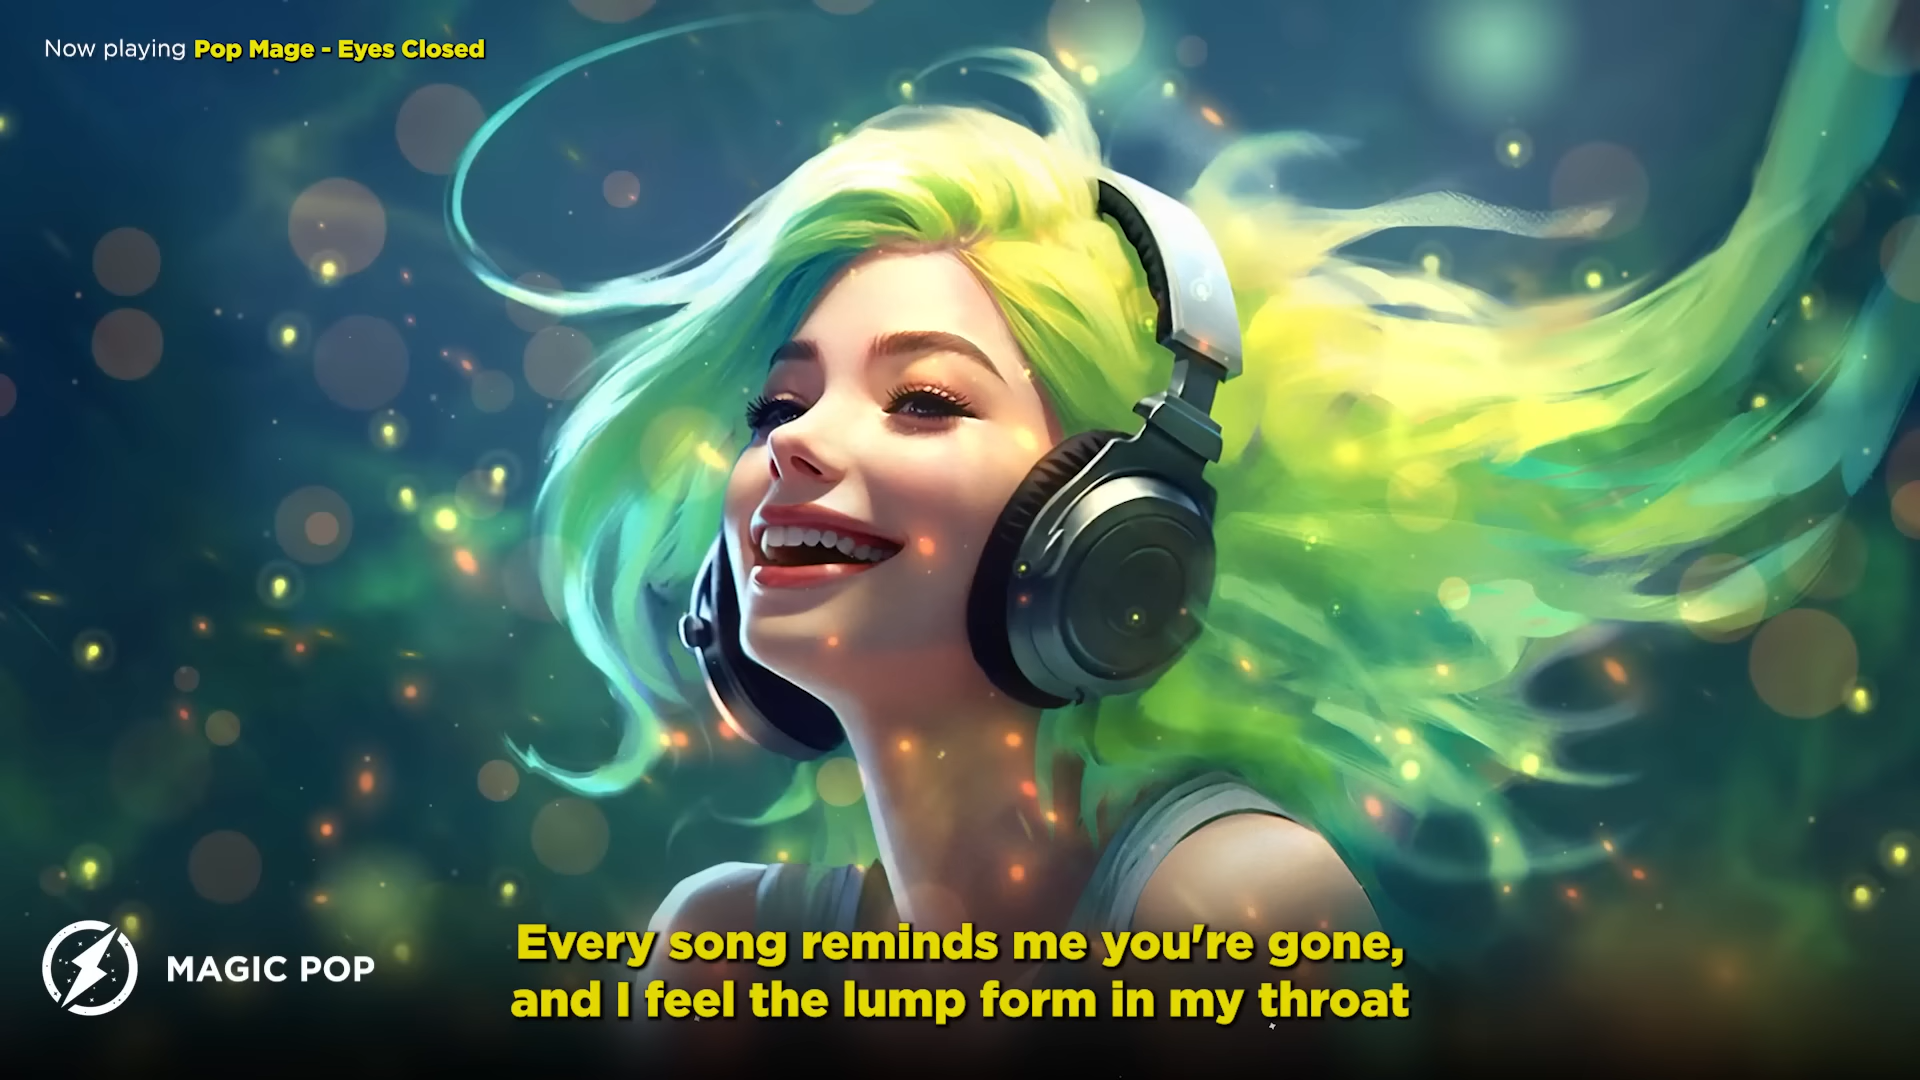 Now playing Pop Mage - Eyes Closed
Every song reminds me you're gone,
and I feel the lump form in my throat
MAGIC POP